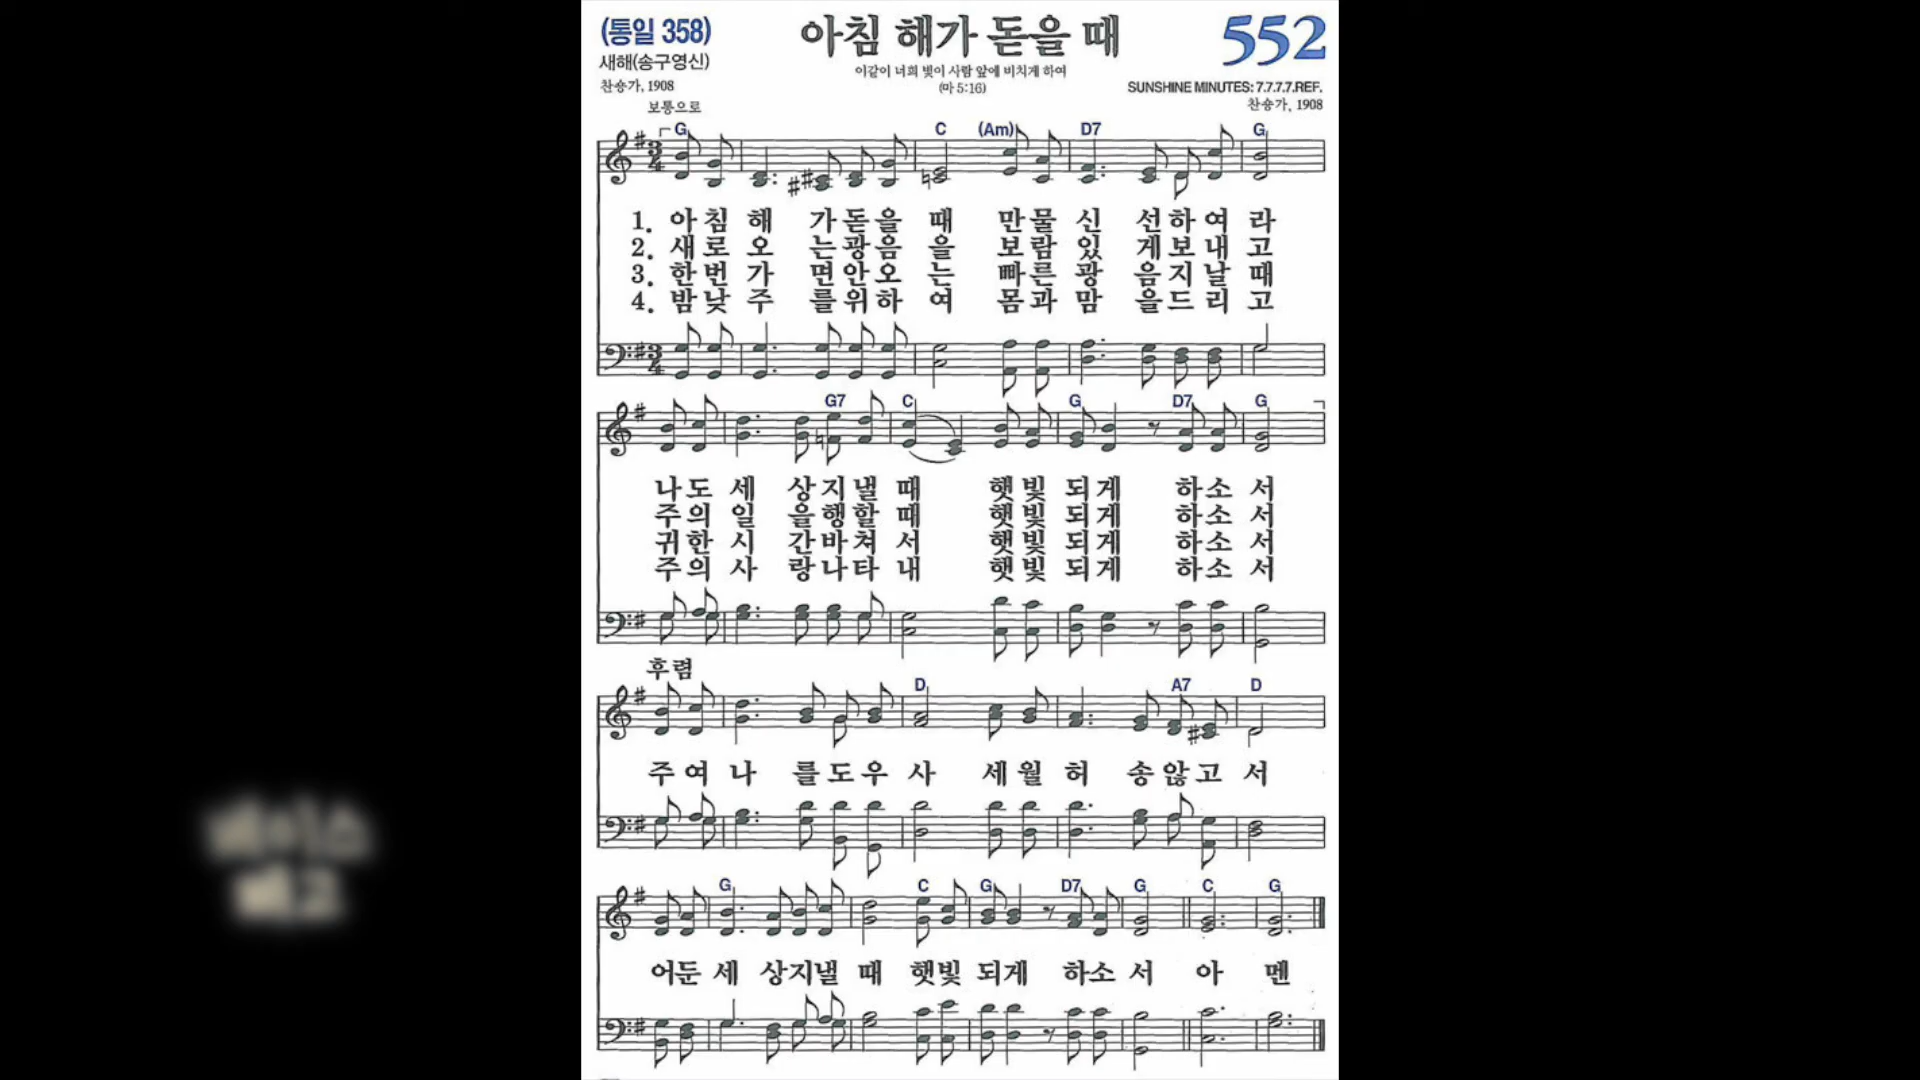 (통일 358)
아침 해가 돋을 때
552
새해(송구영신)
이같이 너희 빛이 사람 앞에 비치게 하여
(마 5:16)
찬숑가, 1908
SUNSHINE MINUTES: 7.7.7.7.REF.
찬숑가, 1908
보통으로
G C (Am) D7 G
1. 아침 해 가돋을 때 만물 신 선하여 라
2. 새로 오 는광음 을 보람 있 게보내 고
3. 한번 가 면안오 는 빠른 광 음지날 때
4. 밤낮 주 를위하 여 몸과 맘 을드리 고
G7 C G D7 G
나도 세 상지낼 때 햇빛 되게 하소 서
주의 일 을행할 때 햇빛 되게 하소 서
귀한 시 간바쳐 서 햇빛 되게 하소 서
주의 사 랑나타 내 햇빛 되게 하소 서
후렴
D A7 D
주여 나 를도우 사 세월 허 송않고 서
G C G D7 G C G
어둔 세 상지낼 때 햇빛 되게 하소 서 아 멘